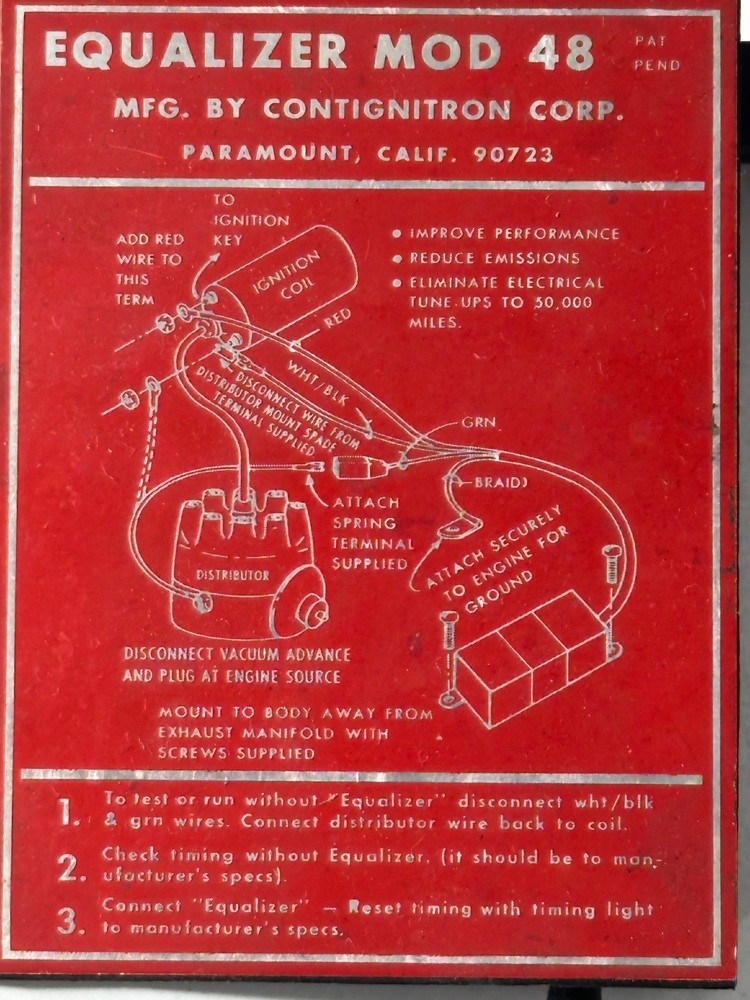 EQUALIZER MOD 48
PAT
PEND
MFG. BY CONTIGNITRON CORP.
PARAMOUNT, CALIF. 90723
TO
IGNITION
KEY
ADD RED
WIRE TO
THIS
TERM
IGNITION
COIL
• IMPROVE PERFORMANCE
• REDUCE EMISSIONS
• ELIMINATE ELECTRICAL
TUNE-UPS TO 50,000
MILES.
RED
WHT/BLK
DISCONNECT WIRE FROM
DISTRIBUTOR MOUNT SPADE
TERMINAL SUPPLIED
GRN.
BRAID)
ATTACH
SPRING
TERMINAL
SUPPLIED
ATTACH SECURELY
TO ENGINE FOR
GROUND
DISTRIBUTOR
DISCONNECT VACUUM ADVANCE
AND PLUG AT ENGINE SOURCE
MOUNT TO BODY AWAY FROM
EXHAUST MANIFOLD WITH
SCREWS SUPPLIED
1. To test or run without "Equalizer" disconnect wht/blk
& grn wires. Connect distributor wire back to coil.
2. Check timing without Equalizer. (it should be to man-
ufacturer's specs).
3. Connect "Equalizer" — Reset timing with timing light
to manufacturer's specs.